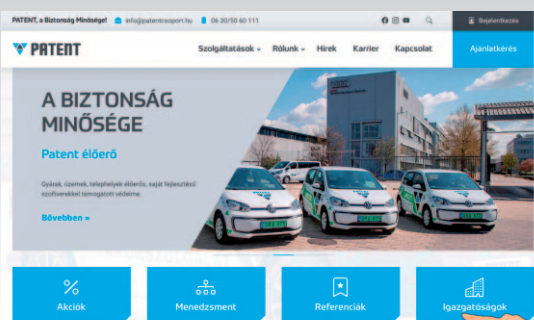 PATENT, a Biztonság Minősége! info@patentcsoport.hu 06 30/50 60 111 Bejelentkezés
PATENT Szolgáltatások Rólunk Hírek Karrier Kapcsolat Ajánlatkérés
A BIZTONSÁG
MINŐSÉGE
Patent élőerő
Gyárak, üzemek, telephelyek élőerős, saját fejlesztésű
szoftverekkel támogatott védelme.
Bővebben »
Akciók Menedzsment Referenciák Igazgatóságok